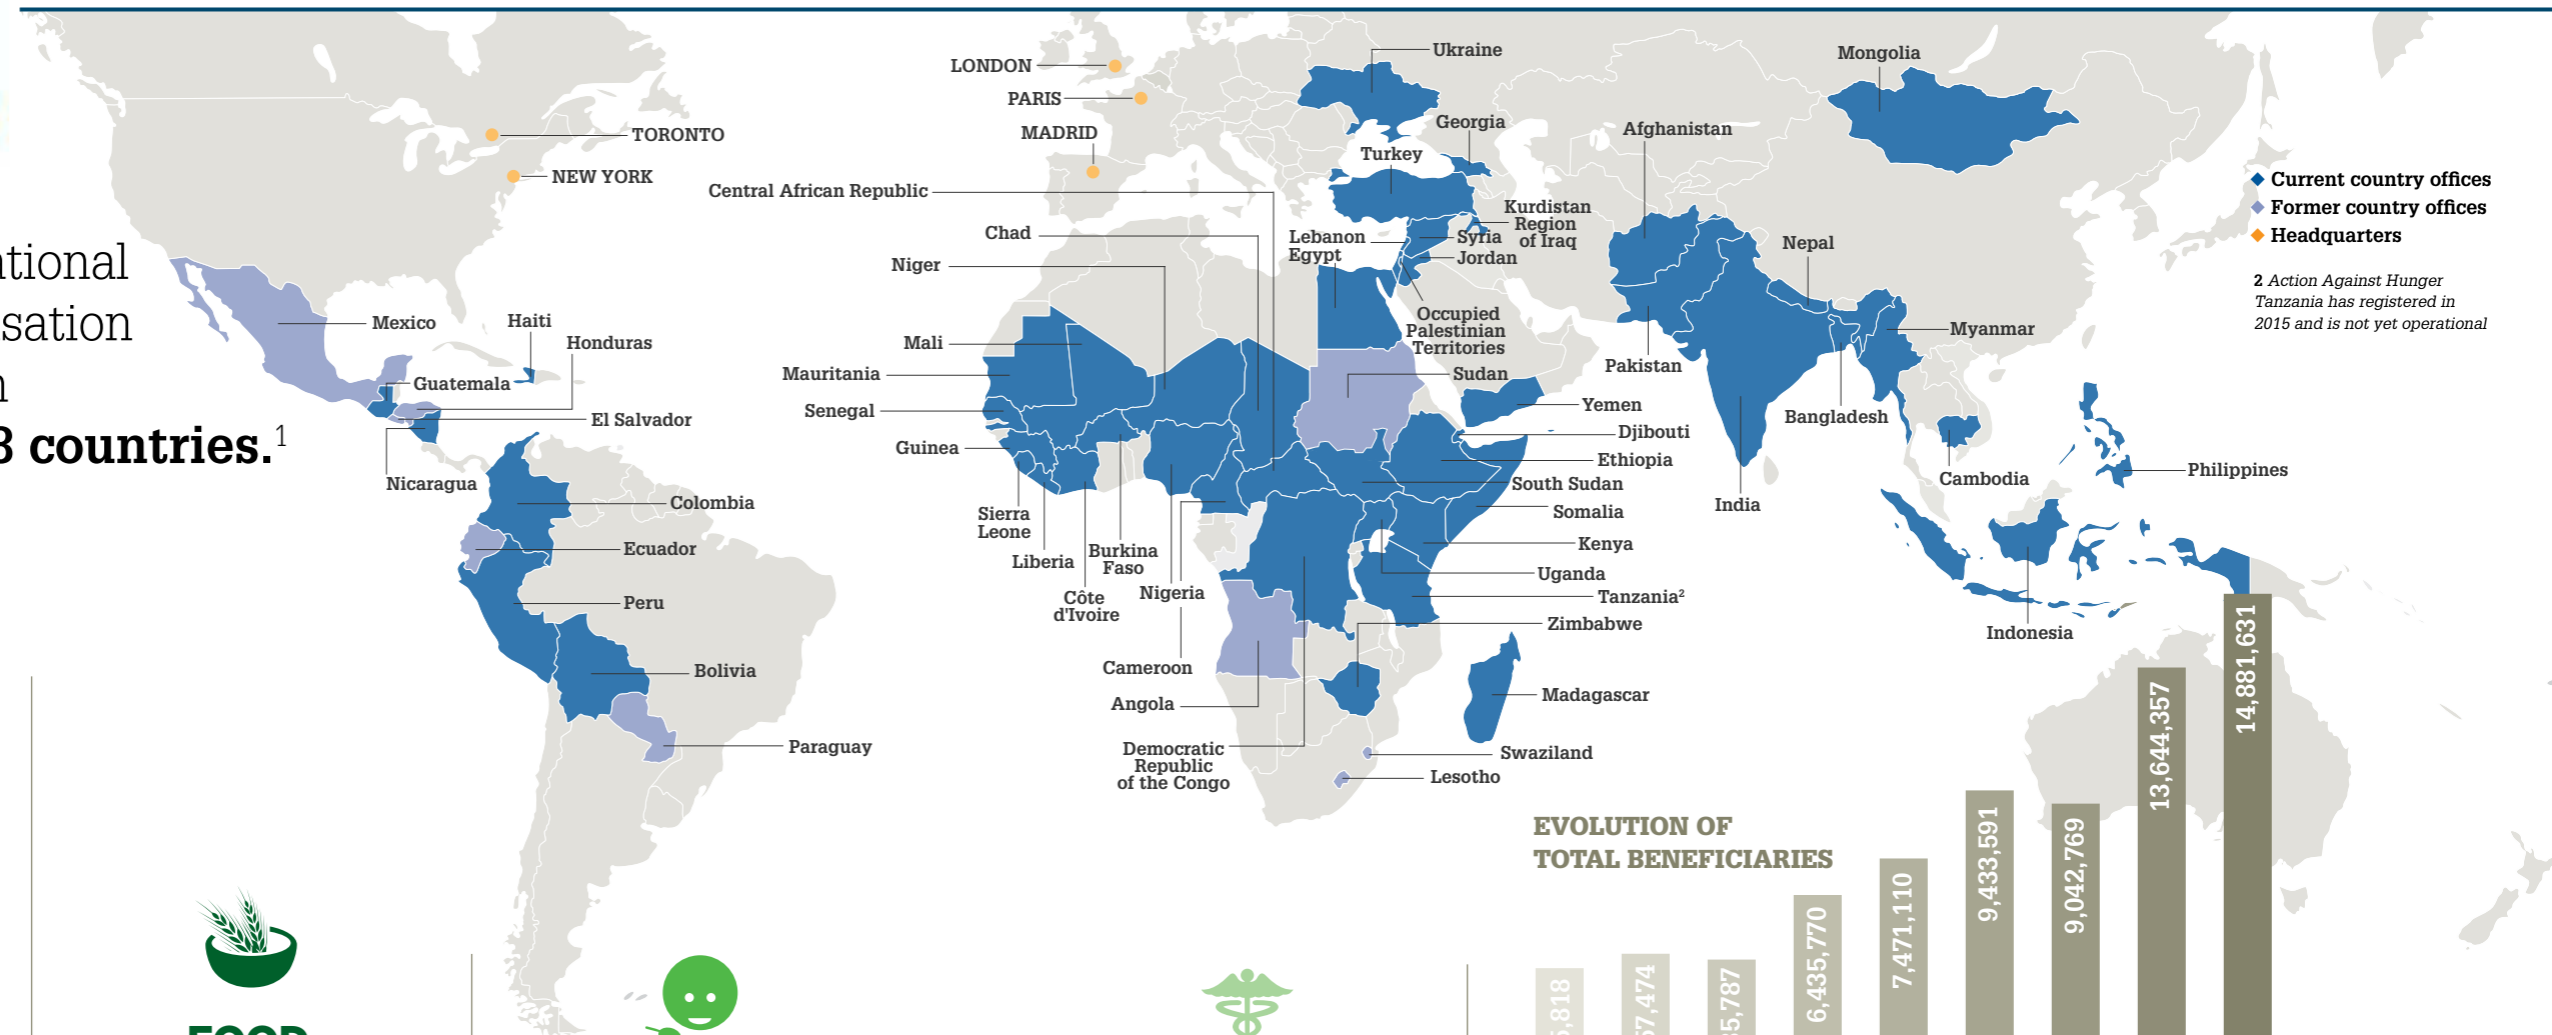 LONDON
PARIS
MADRID
TORONTO
NEW YORK
Central African Republic
Chad
Niger
Mali
Mauritania
Senegal
Guinea
Sierra
Leone
Liberia
Côte
d'Ivoire
Burkina
Faso
Nigeria
Cameroon
Angola
Democratic
Republic
of the Congo
Ukraine
Georgia
Turkey
Kurdistan
Region
of Iraq
Lebanon
Egypt
Syria
Jordan
Occupied
Palestinian
Territories
Sudan
Yemen
Djibouti
Ethiopia
South Sudan
Somalia
Kenya
Uganda
Tanzania²
Zimbabwe
Madagascar
Swaziland
Lesotho
Mongolia
Afghanistan
Nepal
Pakistan
Myanmar
Bangladesh
India
Cambodia
Philippines
Indonesia
Mexico
Haiti
Honduras
Guatemala
El Salvador
Nicaragua
Colombia
Ecuador
Peru
Bolivia
Paraguay
Current country offices
Former country offices
Headquarters
2 Action Against Hunger
Tanzania has registered in
2015 and is not yet operational
countries.¹
EVOLUTION OF
TOTAL BENEFICIARIES
6,435,770
7,471,110
9,433,591
9,042,769
13,644,357
14,881,631
FOOD